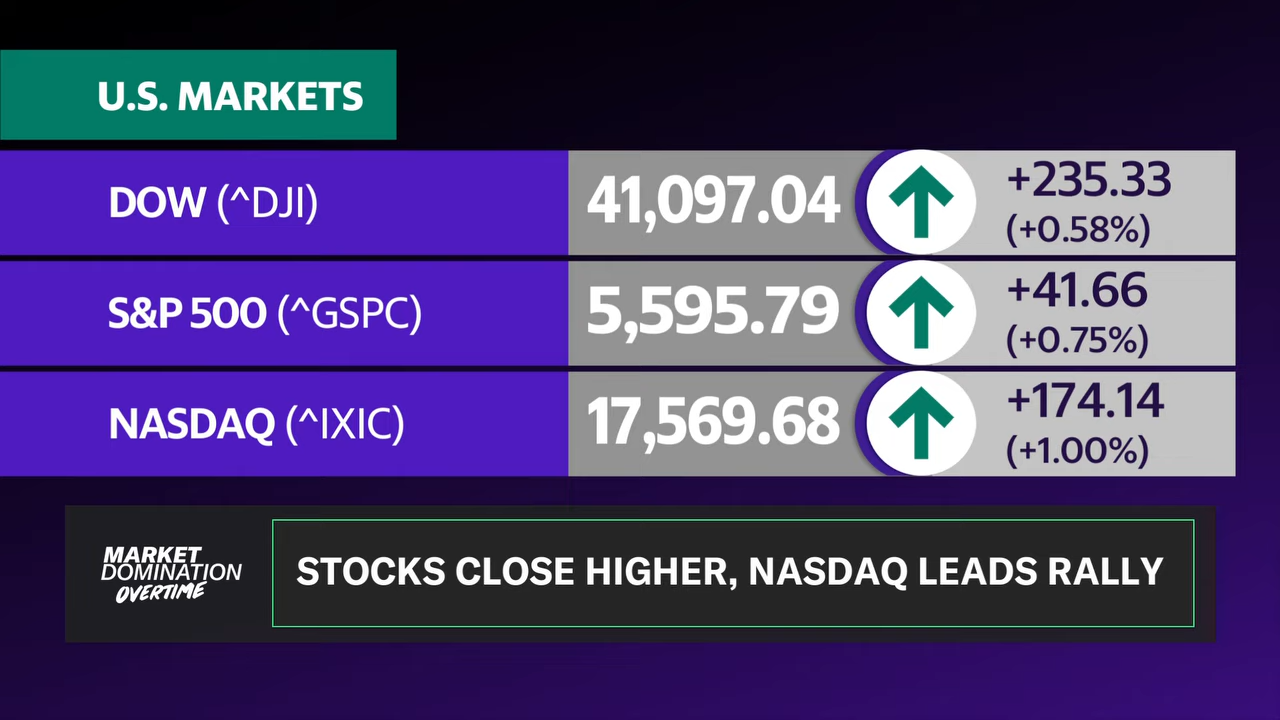 U.S. MARKETS
DOW (^DJI) 41,097.04 +235.33
(+0.58%)
S&P 500 (^GSPC) 5,595.79 +41.66
(+0.75%)
NASDAQ (^IXIC) 17,569.68 +174.14
(+1.00%)
MARKET
DOMINATION
OVERTIME
STOCKS CLOSE HIGHER, NASDAQ LEADS RALLY